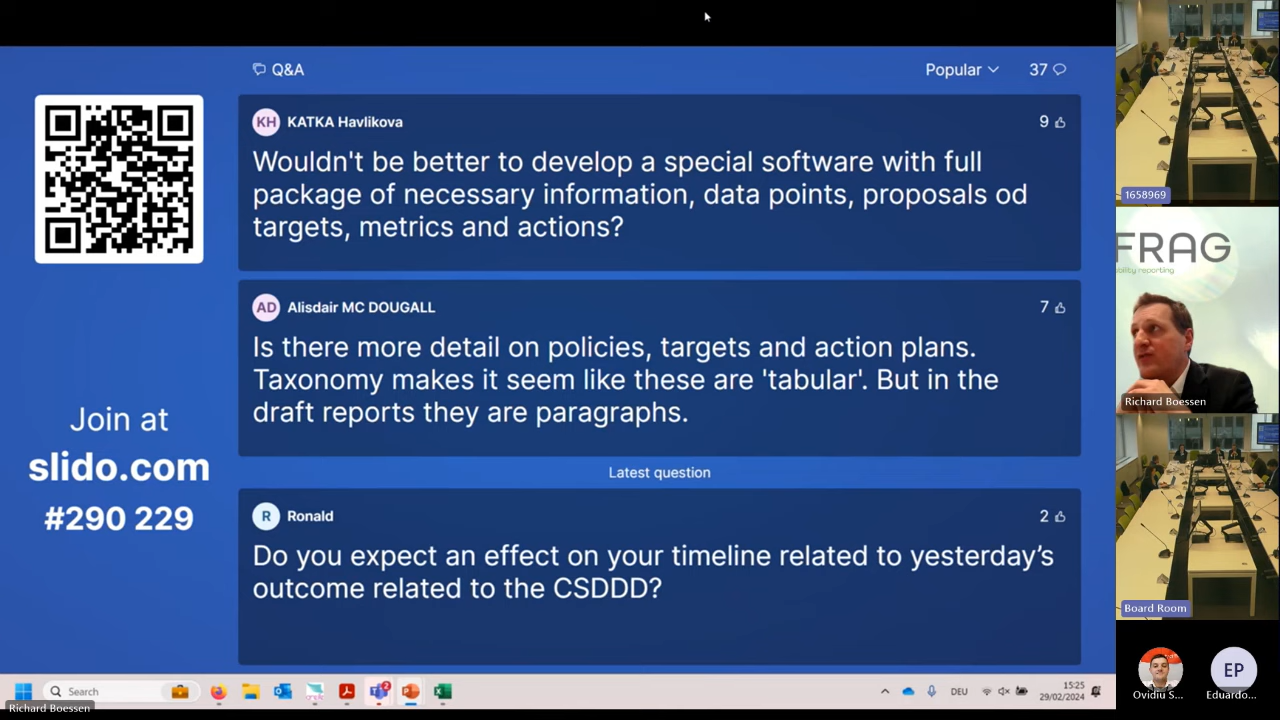 Q&A
Popular
37
KH
KATKA Havlikova
9
Wouldn't be better to develop a special software with full
package of necessary information, data points, proposals od
targets, metrics and actions?
AD
Alisdair MC DOUGALL
7
Is there more detail on policies, targets and action plans.
Taxonomy makes it seem like these are 'tabular'. But in the
draft reports they are paragraphs.
Latest question
R
Ronald
2
Do you expect an effect on your timeline related to yesterday's
outcome related to the CSDDD?
Join at
slido.com
#290 229
1658969
FRAG
bility reporting
Richard Boessen
Board Room
Ovidiu S...
EP
Eduardo...
Search
2
DEU
15:25
29/02/2024
Richard Boessen